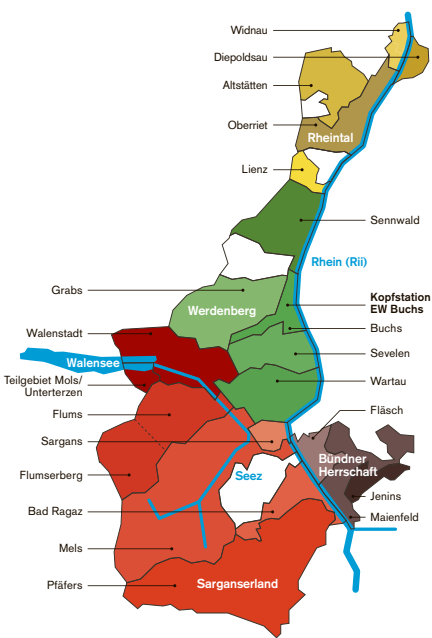 Widnau
Diepoldsau
Altstätten
Oberriet
Rheintal
Lienz
Sennwald
Rhein (Rii)
Grabs
Kopfstation
EW Buchs
Werdenberg
Buchs
Walenstadt
Sevelen
Walensee
Teilgebiet Mols/
Unterterzen
Wartau
Flums
Fläsch
Sargans
Bündner
Herrschaft
Flumserberg
Seez
Jenins
Bad Ragaz
Maienfeld
Mels
Pfäfers
Sarganserland